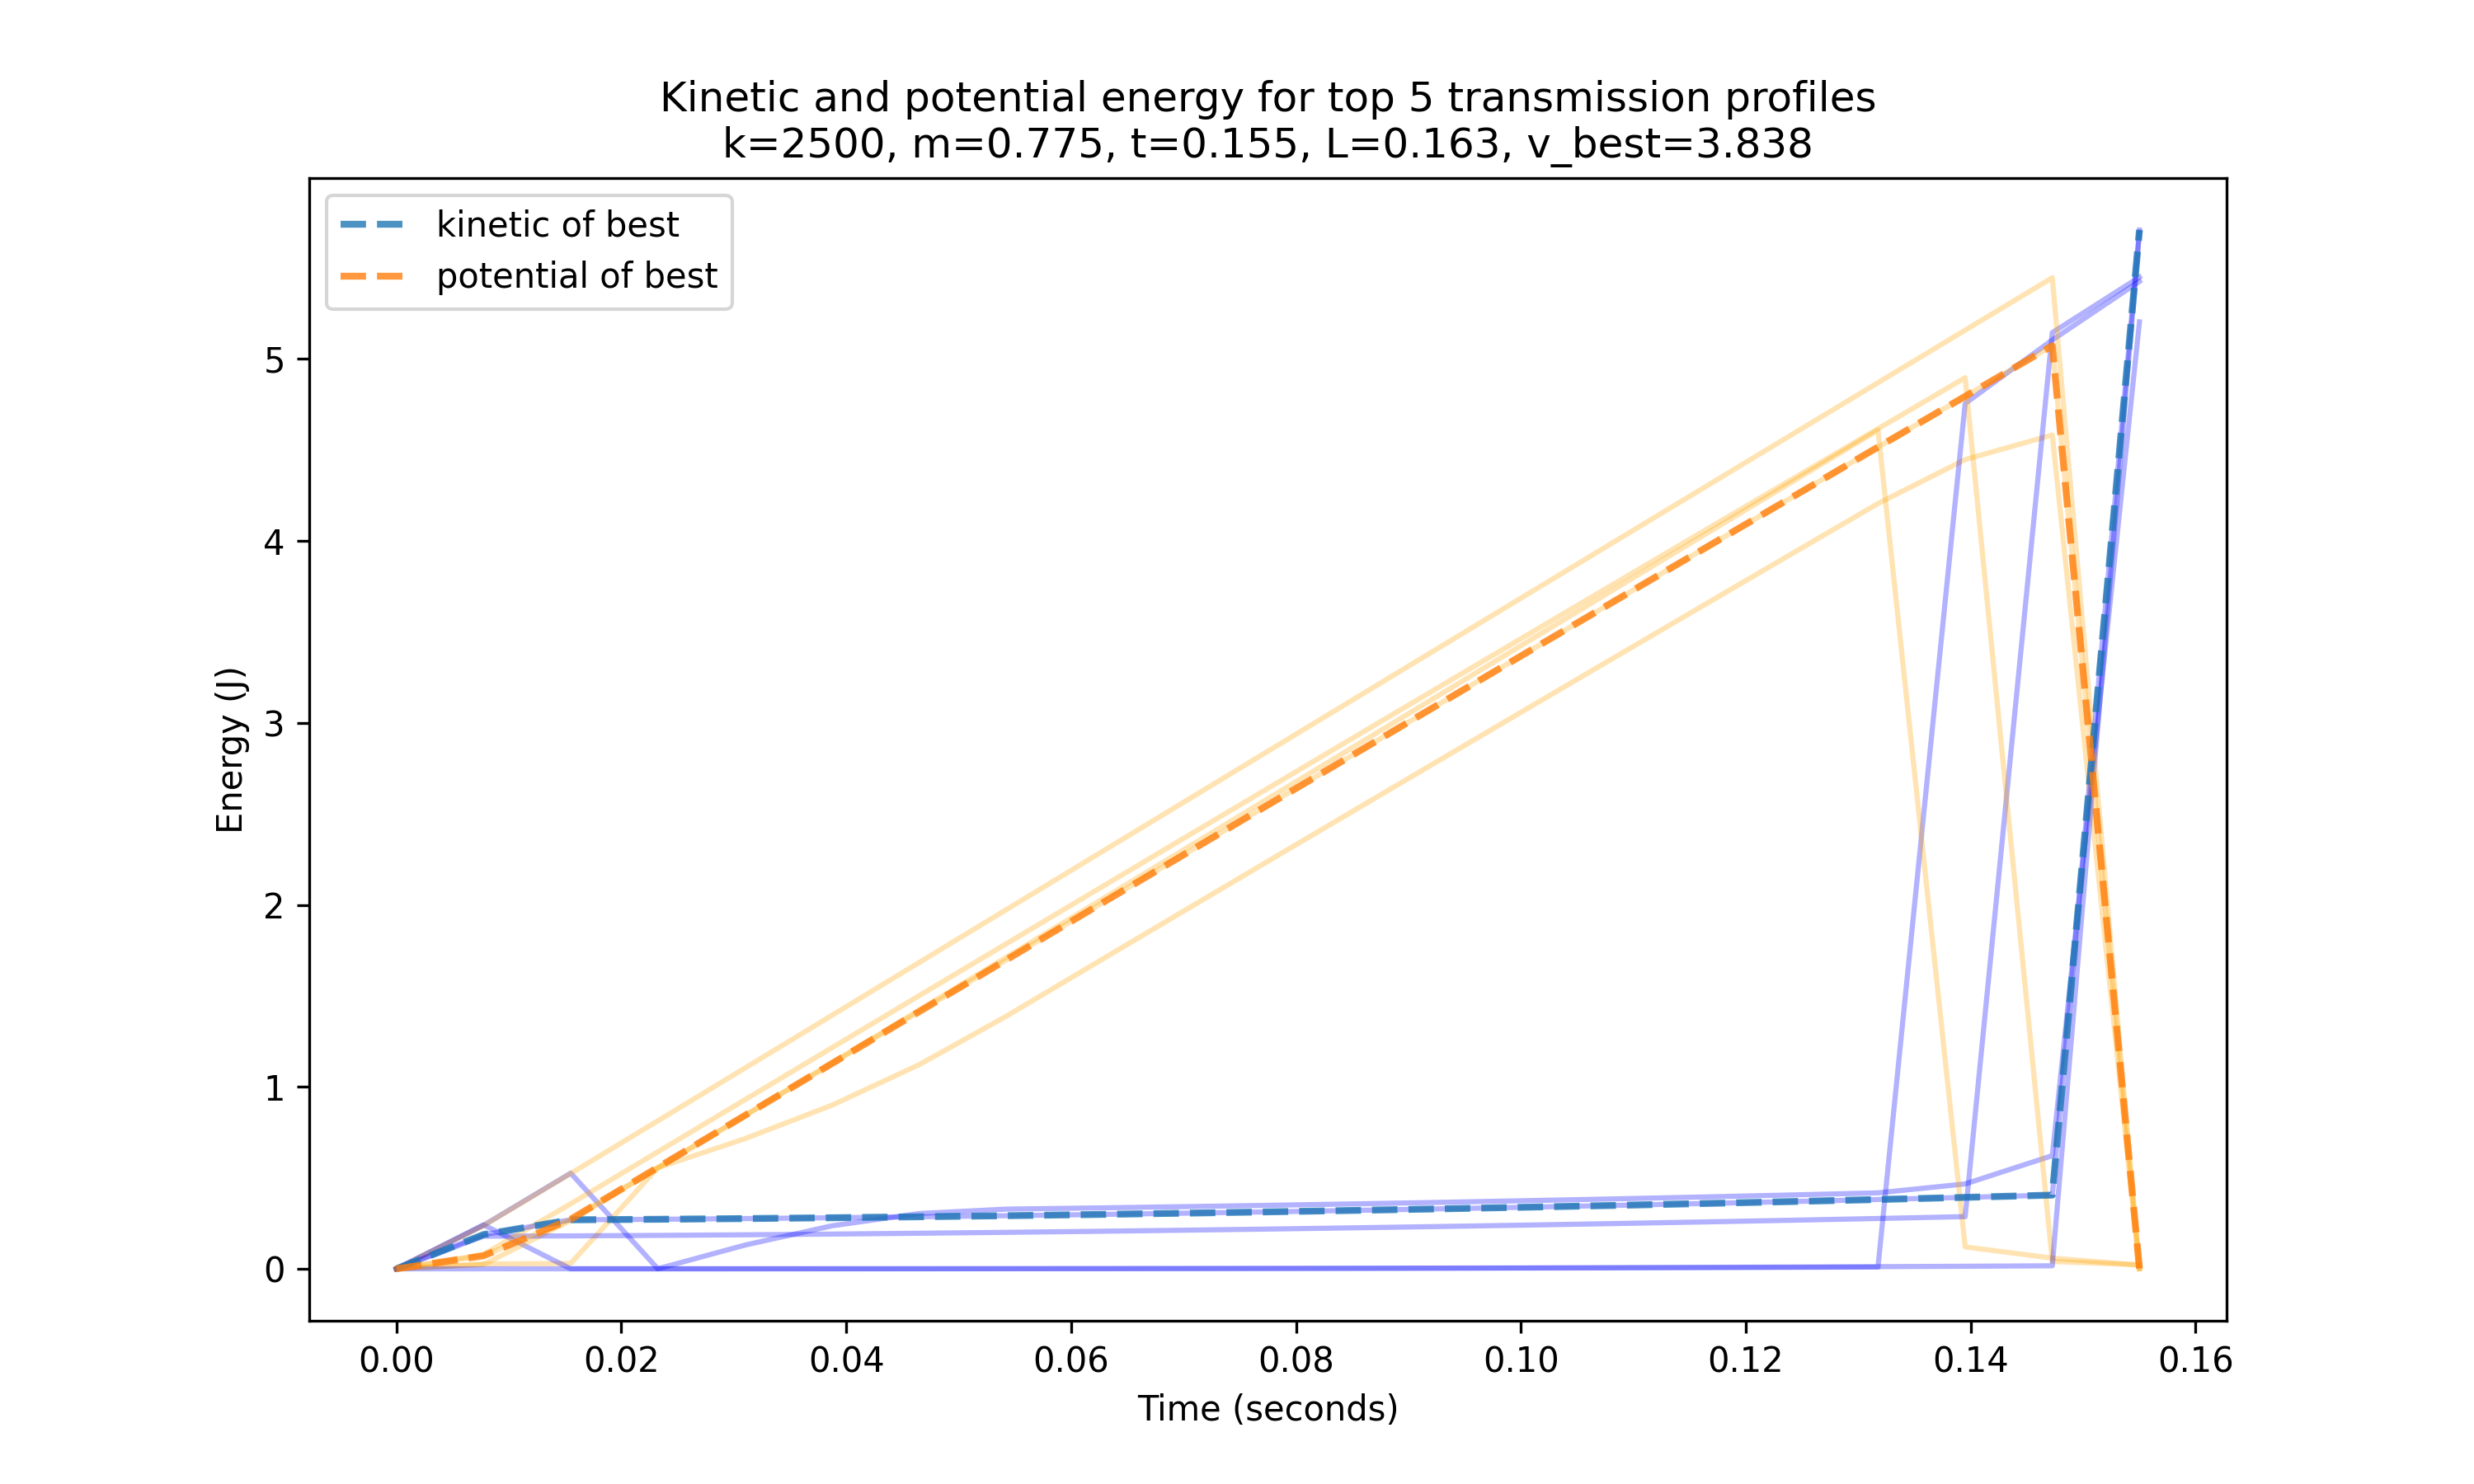 Kinetic and potential energy for top 5 transmission profiles
k=2500, m=0.775, t=0.155, L=0.163, v_best=3.838
kinetic of best
potential of best
5
4
3
2
1
0
Energy (J)
0.00 0.02 0.04 0.06 0.08 0.10 0.12 0.14 0.16
Time (seconds)